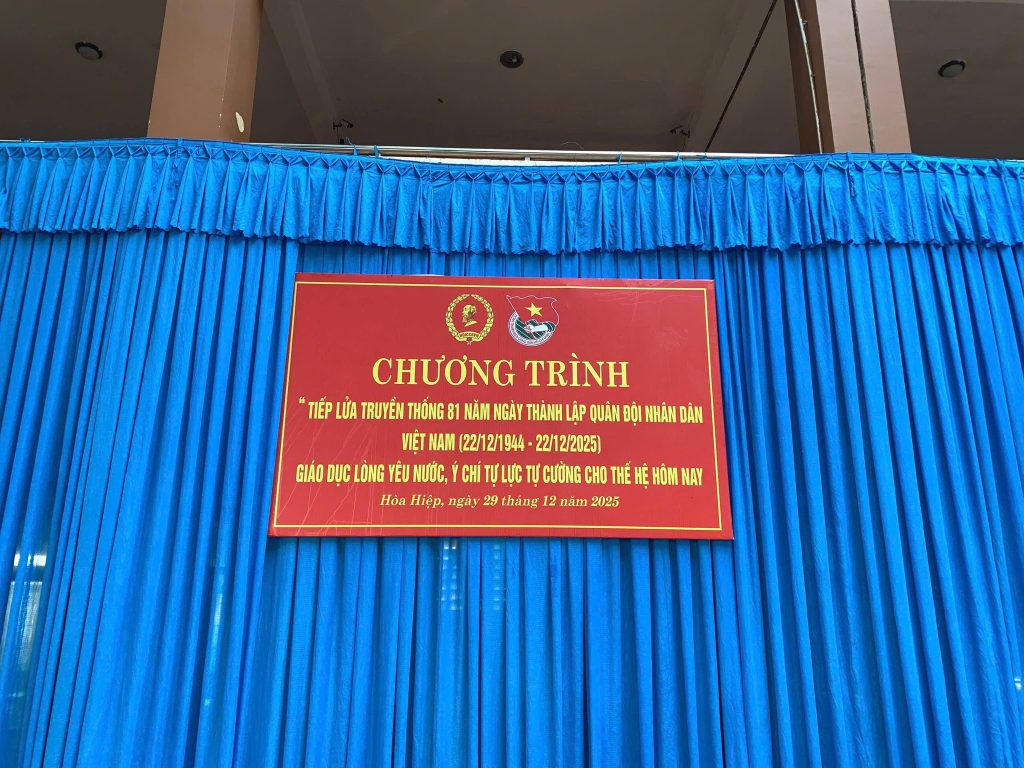 CHƯƠNG TRÌNH
“ TIẾP LỬA TRUYỀN THỐNG 81 NĂM NGÀY THÀNH LẬP QUÂN ĐỘI NHÂN DÂN
VIỆT NAM (22/12/1944 - 22/12/2025)
GIÁO DỤC LÒNG YÊU NƯỚC, Ý CHÍ TỰ LỰC TỰ CƯỜNG CHO THẾ HỆ HÔM NAY
Hòa Hiệp, ngày 29 tháng 12 năm 2025